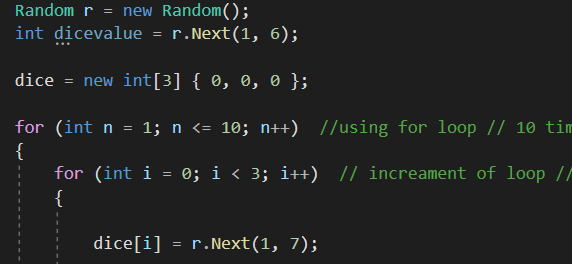 Random r = new Random();
int dicevalue = r.Next(1, 6);
dice = new int[3] { 0, 0, 0 };
for (int n = 1; n <= 10; n++)  //using for loop // 10 tim
{
for (int i = 0; i < 3; i++)  // increament of loop //
{
dice[i] = r.Next(1, 7);